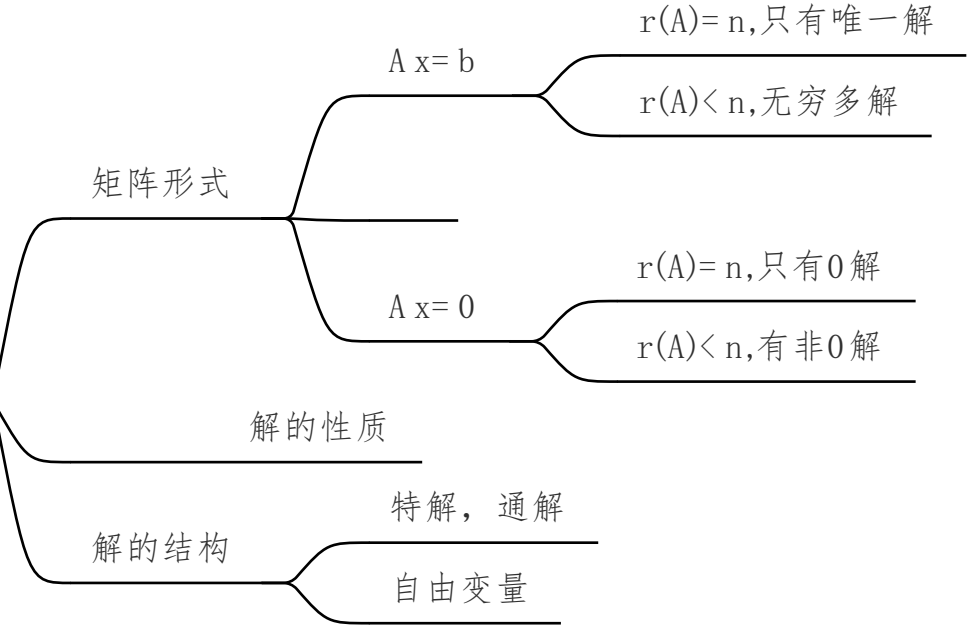 r(A)= n,只有唯一解
A x= b
r(A)< n,无穷多解
矩阵形式
r(A)= n,只有0解
A x= 0
r(A)< n,有非0解
解的性质
特解，通解
解的结构
自由变量